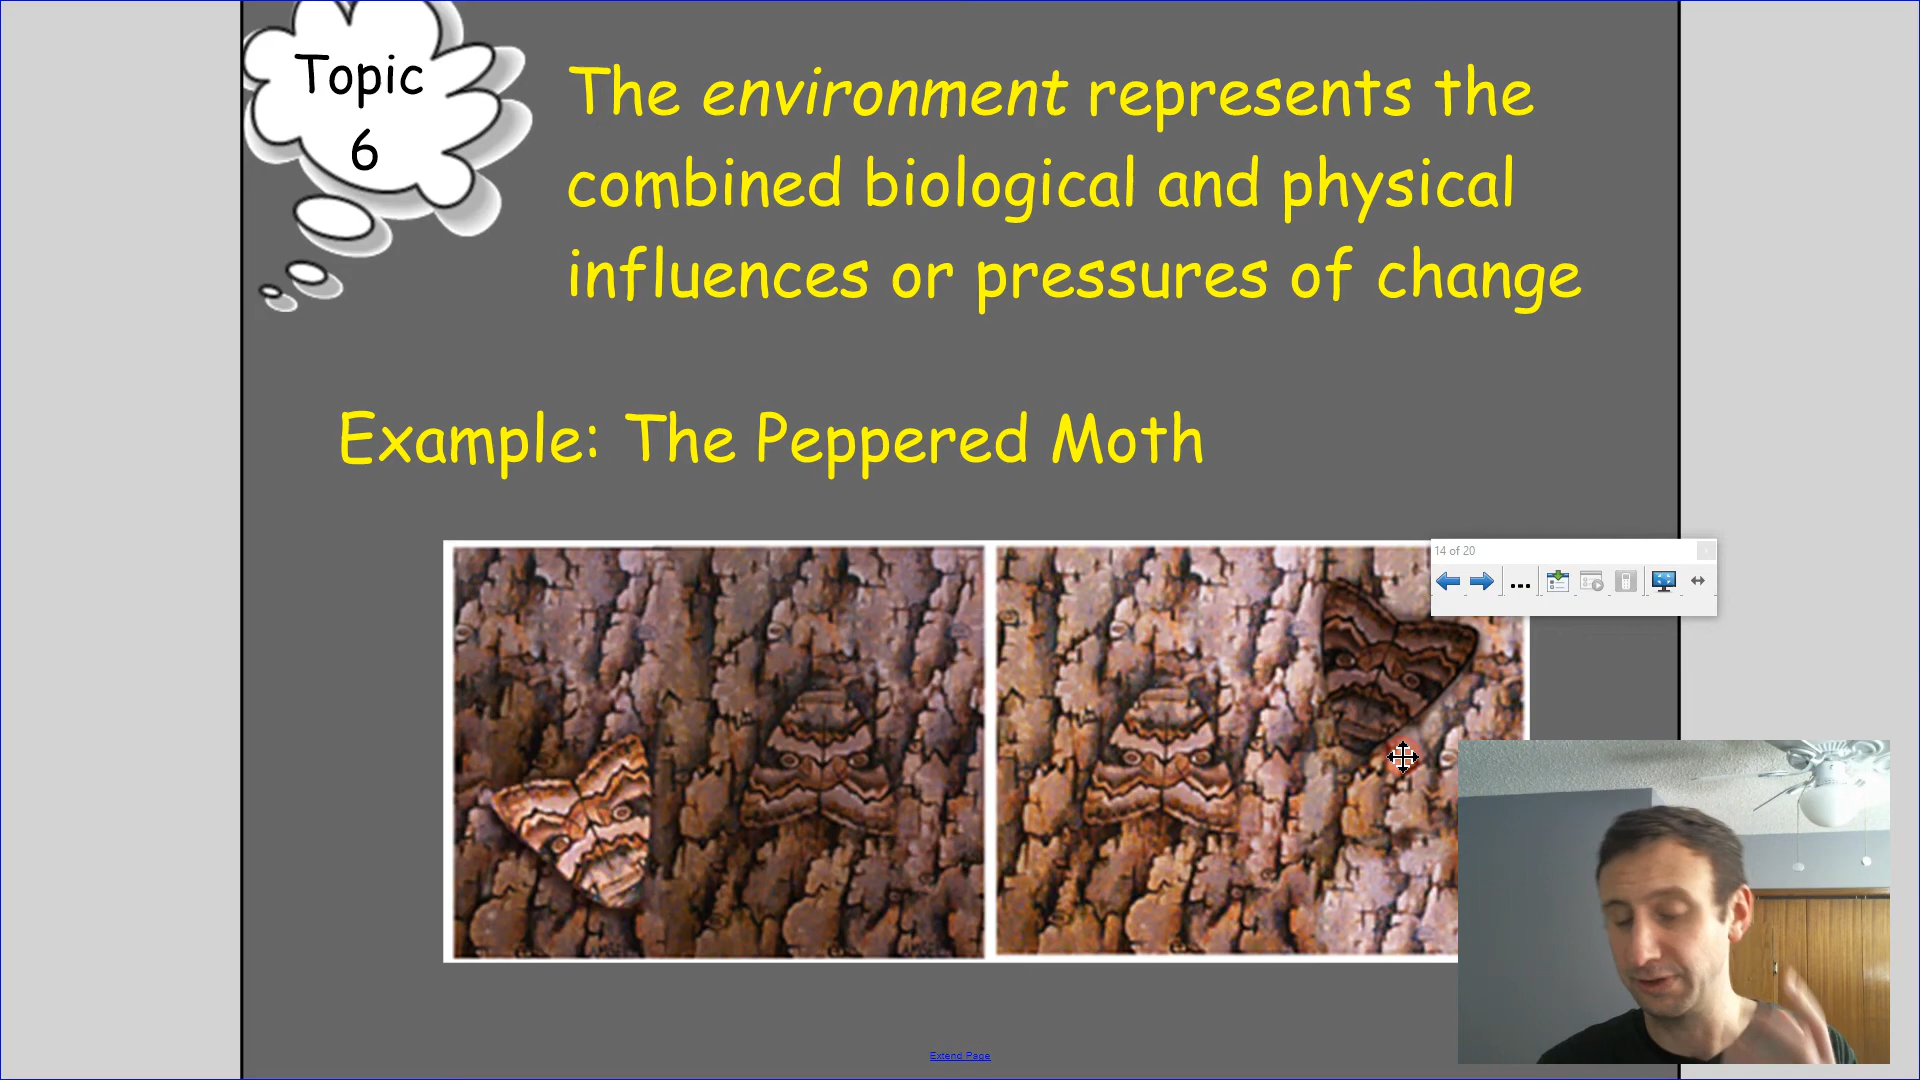 Topic
6
The environment represents the
combined biological and physical
influences or pressures of change
Example: The Peppered Moth
14 of 20
Extend Page